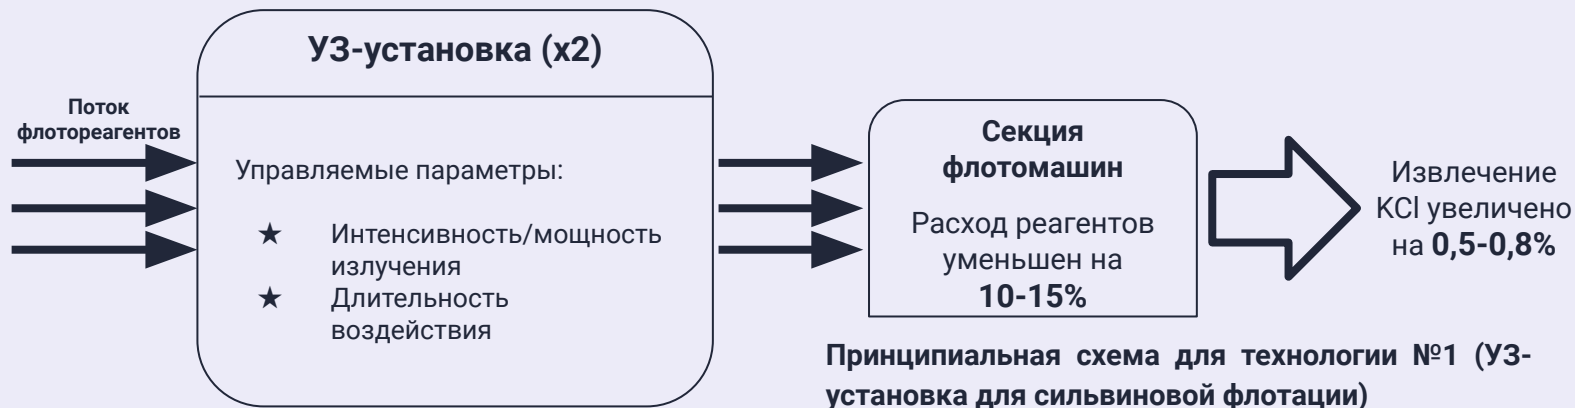 УЗ-установка (х2)
Поток
флотореагентов
Управляемые параметры:
★ Интенсивность/мощность
излучения
★ Длительность
воздействия
Секция
флотомашин
Расход реагентов
уменьшен на
10-15%
Извлечение
KCl увеличено
на 0,5-0,8%
Принципиальная схема для технологии №1 (УЗ-
установка для сильвиновой флотации)